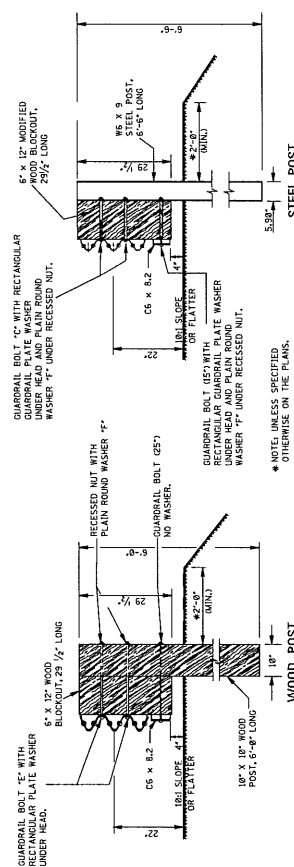 GUARDRAIL BOLT "E" WITH
RECTANGULAR PLATE WASHER
UNDER HEAD.
6" X 12" WOOD
BLOCKOUT, 29 1/2" LONG
RECESSED NUT WITH
PLAIN ROUND WASHER "F"
GUARDRAIL BOLT (25")
NO WASHER.
6'-0"
29 1/2"
22"
C6 x 8.2
4"
10:1 SLOPE
OR FLATTER
*2'-0"
(MIN.)
10"
10" X 10" WOOD
POST, 6'-0" LONG
WOOD POST
GUARDRAIL BOLT "C" WITH RECTANGULAR
GUARDRAIL PLATE WASHER
UNDER HEAD AND PLAIN ROUND
WASHER "F" UNDER RECESSED NUT.
6" x 12" MODIFIED
WOOD BLOCKOUT,
29 1/2" LONG
W6 X 9
STEEL POST,
6'-6" LONG
6'-6"
29 1/2"
22"
C6 x 8.2
4"
10:1 SLOPE
OR FLATTER
*2'-0"
(MIN.)
5.90"
GUARDRAIL BOLT (15") WITH
RECTANGULAR GUARDRAIL PLATE WASHER
UNDER HEAD AND PLAIN ROUND
WASHER "F" UNDER RECESSED NUT.
STEEL POST
* NOTE: UNLESS SPECIFIED
OTHERWISE ON THE PLANS.